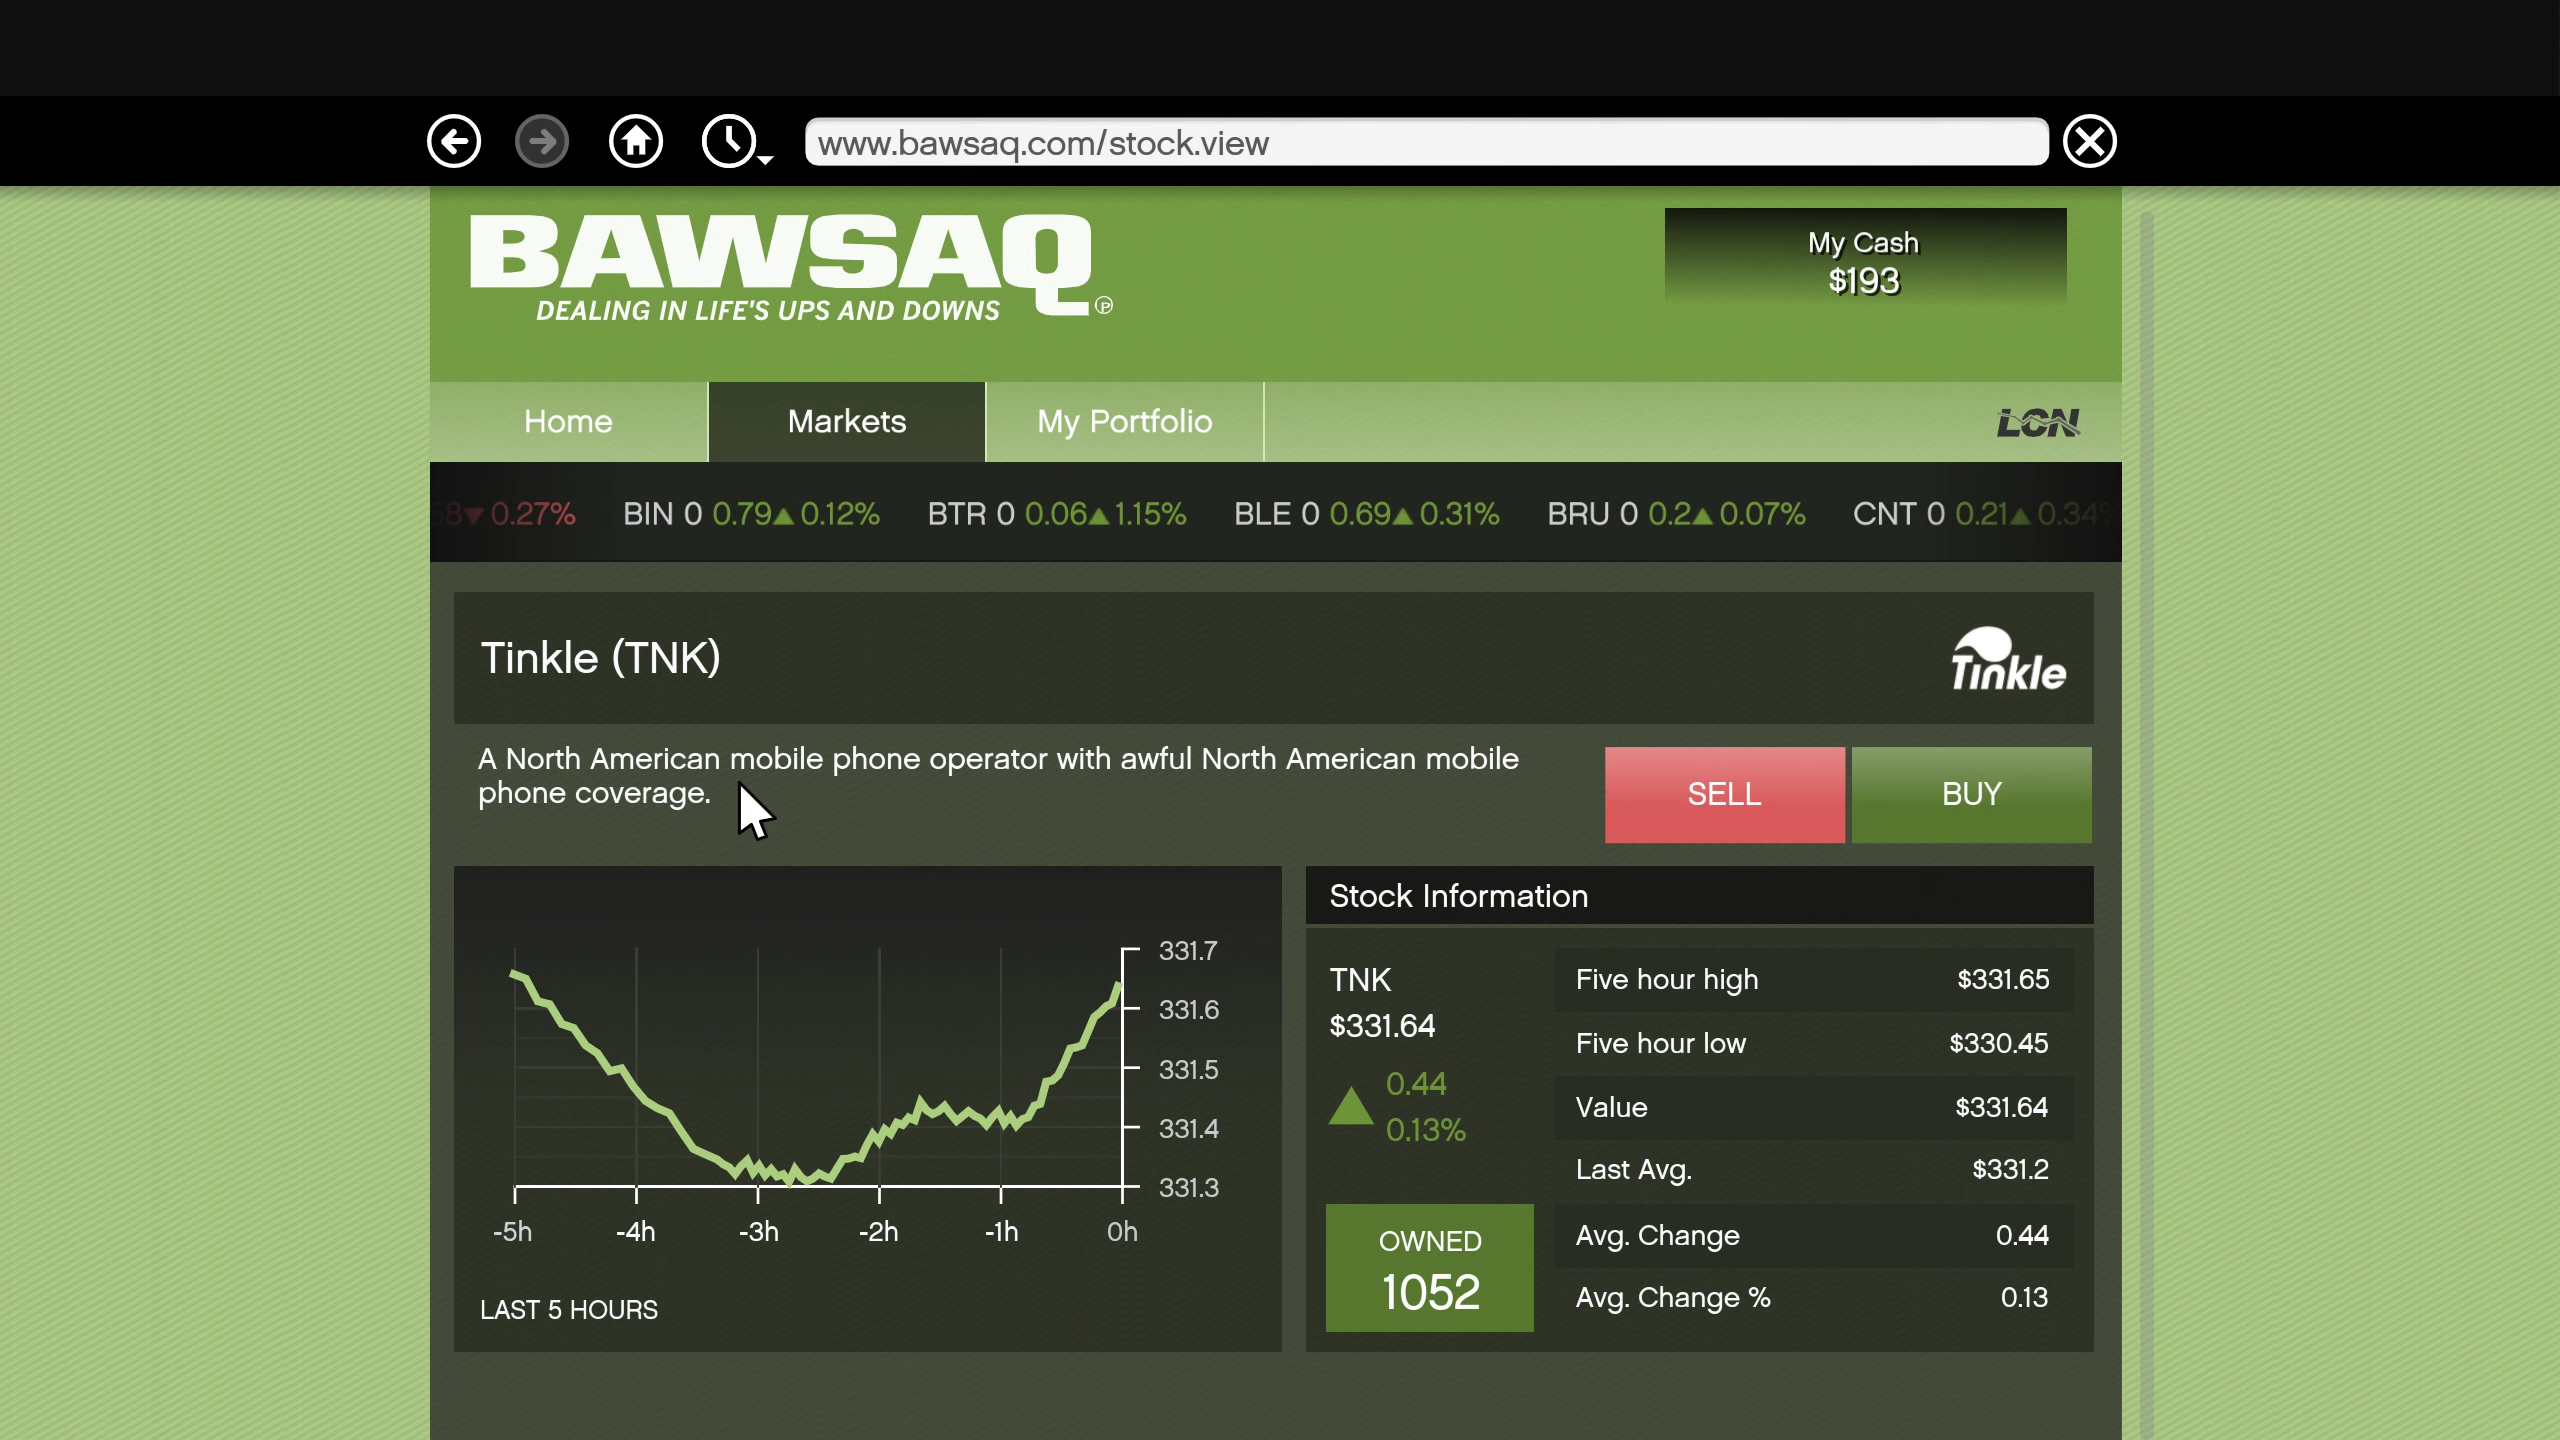 www.bawsaq.com/stock.view
BAWSAQ
DEALING IN LIFE'S UPS AND DOWNS
My Cash
$193
Home
Markets
My Portfolio
LCN
0.27% BIN 0 0.79▲0.12% BTR 0 0.06▲1.15% BLE 0 0.69▲0.31% BRU 0 0.2▲0.07% CNT 0 0.21▲0.34%
Tinkle (TNK)
Tinkle
A North American mobile phone operator with awful North American mobile
phone coverage.
SELL
BUY
331.7
331.6
331.5
331.4
331.3
-5h -4h -3h -2h -1h 0h
LAST 5 HOURS
Stock Information
TNK
$331.64
0.44
0.13%
OWNED
1052
Five hour high $331.65
Five hour low $330.45
Value $331.64
Last Avg. $331.2
Avg. Change 0.44
Avg. Change % 0.13